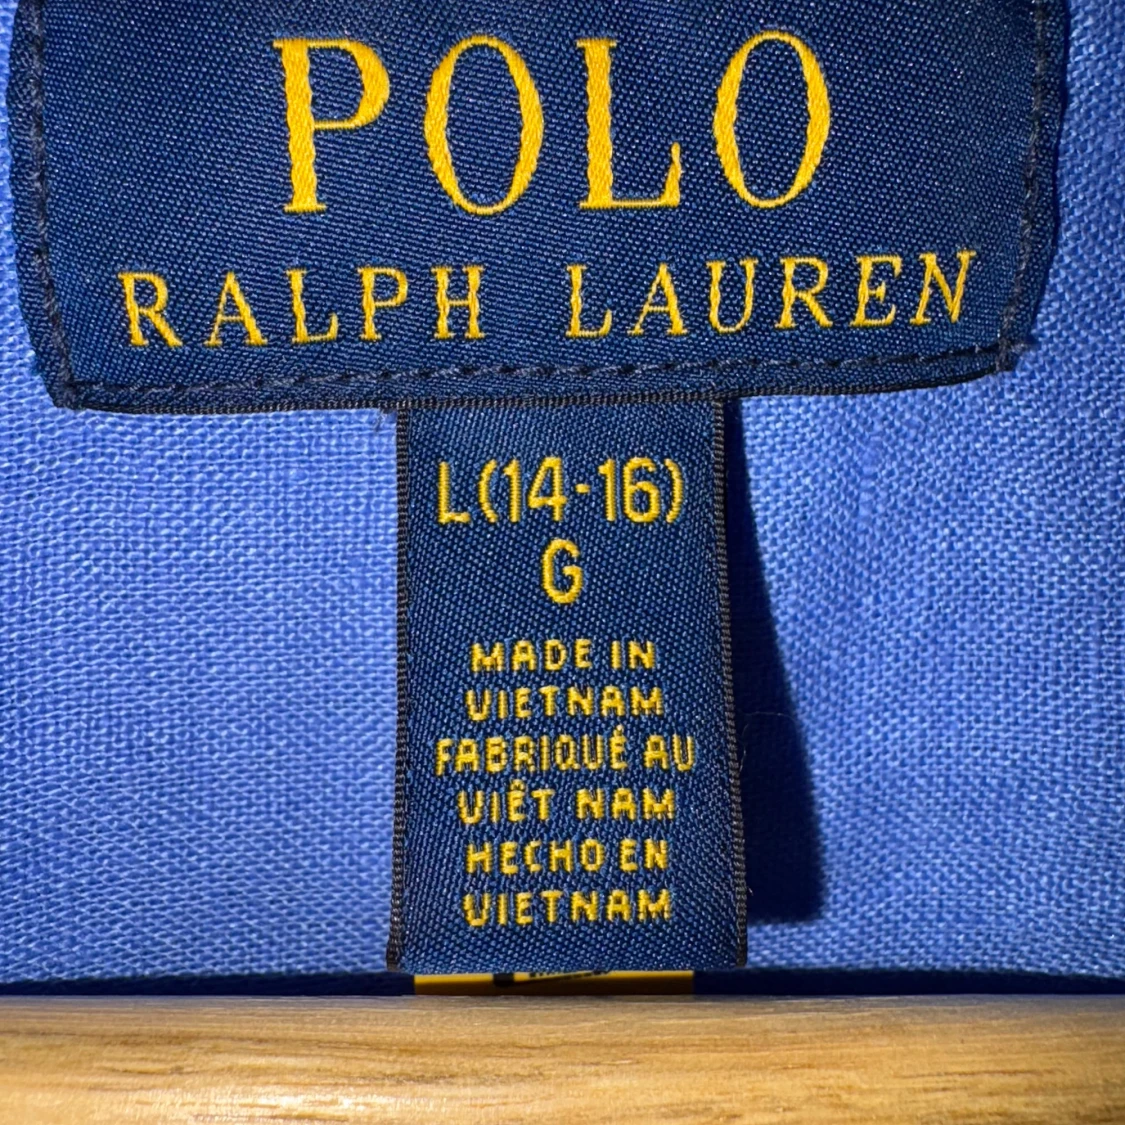 POLO
RALPH LAUREN
L(14-16)
G
MADE IN
VIETNAM
FABRIQUÉ AU
VIÊT NAM
HECHO EN
VIETNAM